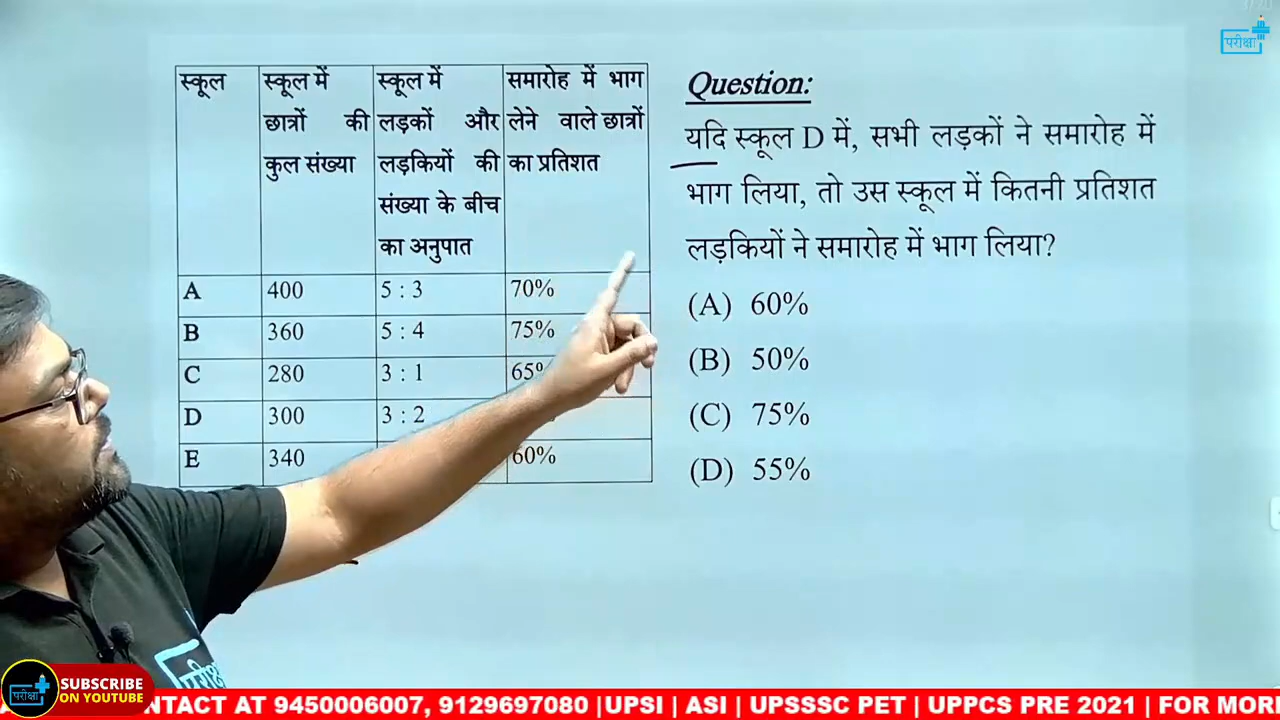 परीक्षा
स्कूल
स्कूल में
छात्रों की
कुल संख्या
स्कूल में
लड़कों और
लड़कियों की
संख्या के बीच
का अनुपात
समारोह में भाग
लेने वाले छात्रों
का प्रतिशत
A 400 5 : 3 70%
B 360 5 : 4 75%
C 280 3 : 1
D 300 3 : 2
E 340 60%
Question:
यदि स्कूल D में, सभी लड़कों ने समारोह में
भाग लिया, तो उस स्कूल में कितनी प्रतिशत
लड़कियों ने समारोह में भाग लिया?
(A) 60%
(B) 50%
(C) 75%
(D) 55%
परीक्षा
SUBSCRIBE
ON YOUTUBE
CONTACT AT 9450006007, 9129697080 |UPSI | ASI | UPSSSC PET | UPPCS PRE 2021 | FOR